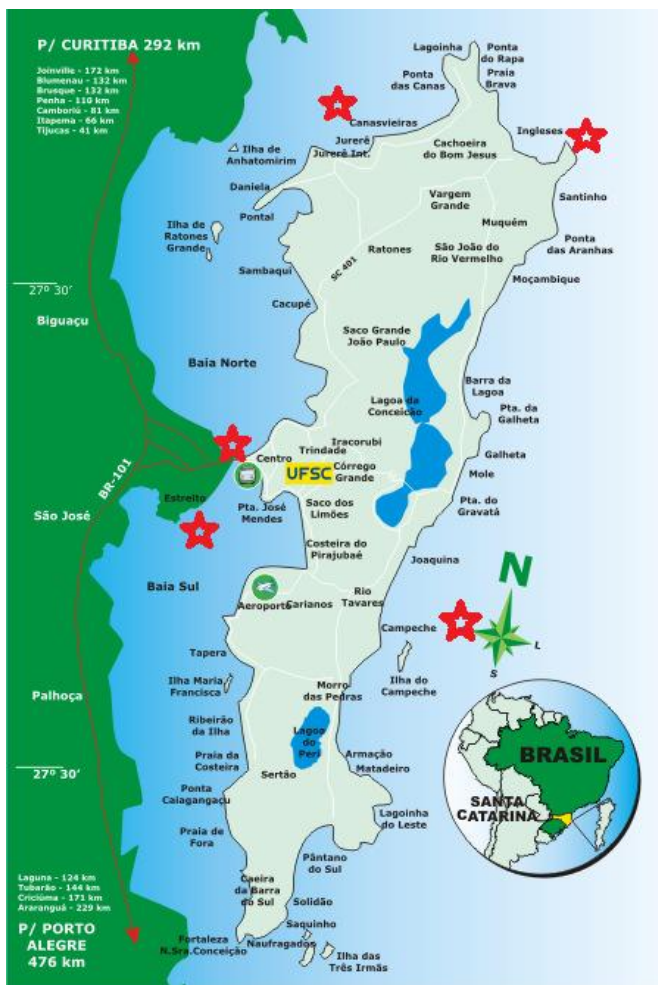 P/ CURITIBA 292 km
Joinville - 172 km
Blumenau - 132 km
Brusque - 132 km
Penha - 110 km
Camboriú - 81 km
Itapema - 66 km
Tijucas - 41 km
Lagoinha
Ponta
do Rapa
Ponta
das Canas
Praia
Brava
Canasvieiras
Ingleses
Jurerê
Jurerê Int.
Cachoeira
do Bom Jesus
Ilha de
Anhatomirim
Daniela
Pontal
Vargem
Grande
Santinho
Muquém
Ilha de
Ratones
Grande
Ratones
São João do
Rio Vermelho
Ponta
das Aranhas
Sambaqui
SC 401
Moçambique
27º 30'
Cacupé
Biguaçu
Saco Grande
João Paulo
Baia Norte
Barra da
Lagoa
Lagoa da
Conceicão
Pta. da
Galheta
Iracorubi
Trindade
Centro
UFSC
Córrego
Grande
Galheta
Mole
BR-101
Estreito
Pta. José
Mendes
Saco dos
Limões
Pta. do
Gravatá
São José
Costeira do
Pirajubaé
Joaquina
Baia Sul
N
Aeroporto
Carianos
Rio
Tavares
Campeche
L
S
Tapera
Ilha Maria
Francisca
Morro
das Pedras
Ilha do
Campeche
Palhoça
Ribeirão
da Ilha
Lagoa
do
Peri
BRASIL
Praia da
Costeira
Armação
Matadeiro
27º 30'
Sertão
SANTA
CATARINA
Ponta
Caiagangaçu
Lagoinha
do Leste
Praia de
Fora
Pântano
do Sul
Laguna - 124 km
Tubarão - 144 km
Criciúma - 171 km
Araranguá - 229 km
Caeira
da Barra
do Sul
Solidão
Saquinho
P/ PORTO
ALEGRE
476 km
Fortaleza
N.Sra.Conceição
Naufragados
Ilha das
Três Irmãs